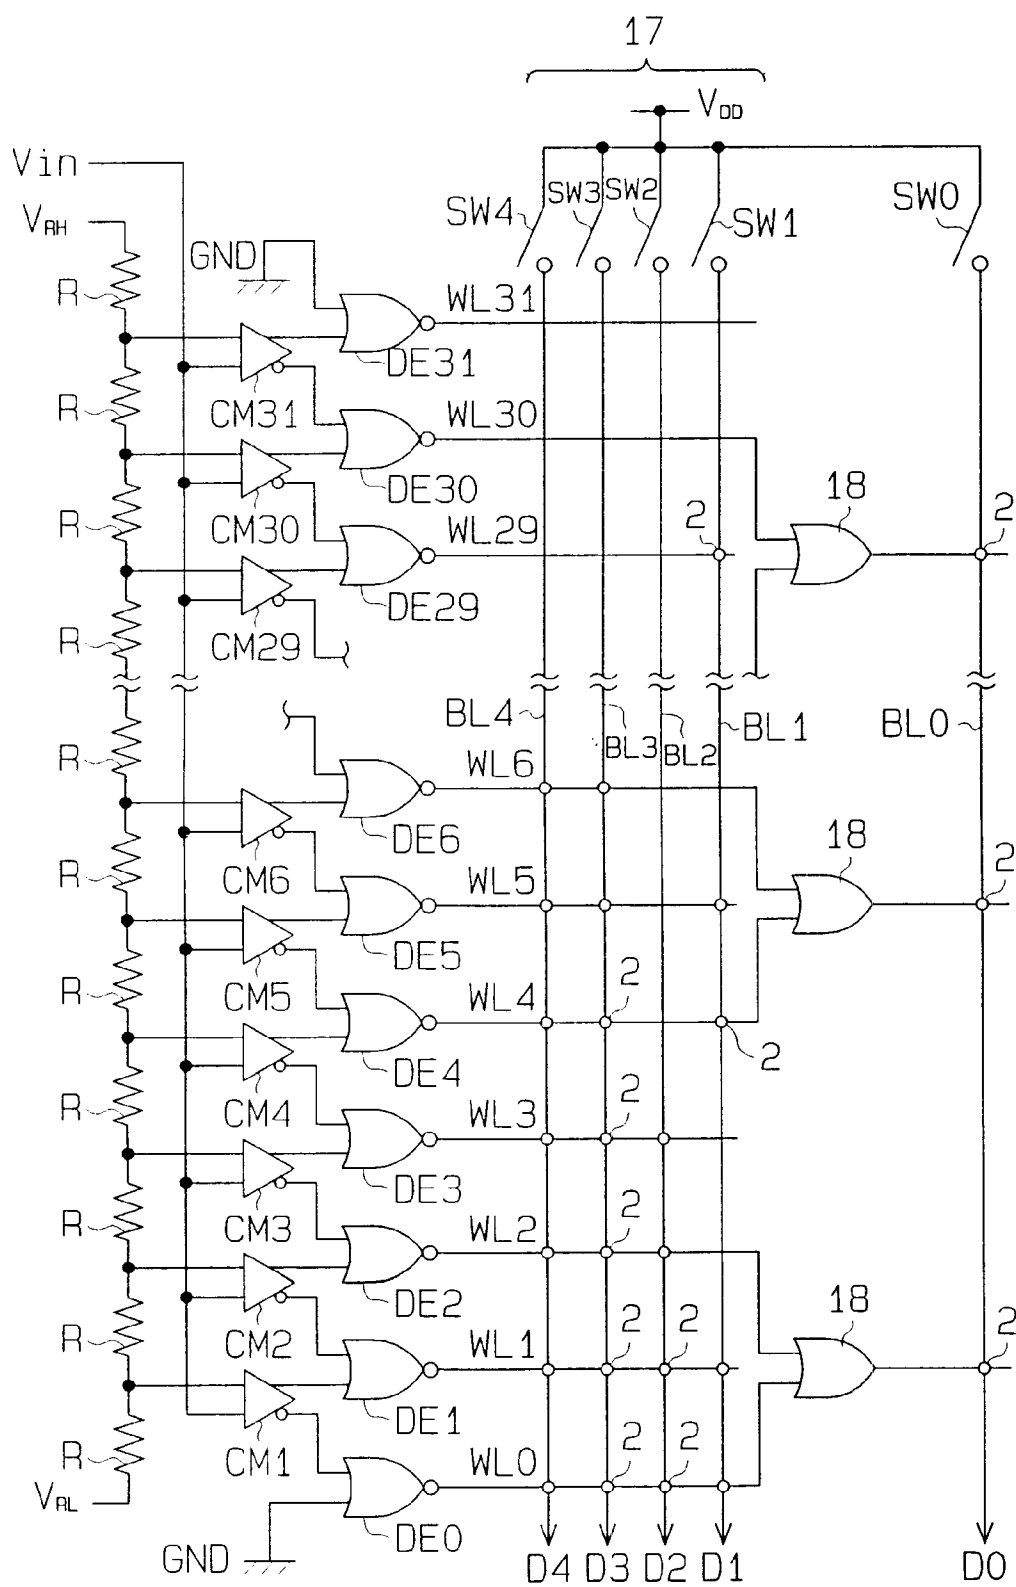 17
VDD
Vin
VRH
SW4
SW3
SW2
SW1
SW0
GND
R
WL31
DE31
R
CM31
WL30
DE30
R
CM30
WL29
2
18
2
DE29
R
CM29
BL4
BL3
BL2
BL1
BL0
R
WL6
DE6
R
CM6
WL5
18
2
DE5
R
CM5
WL4
2
2
DE4
R
CM4
WL3
2
DE3
R
CM3
WL2
2
DE2
18
2
R
CM2
WL1
2
2
DE1
R
CM1
WL0
2
2
VRL
DE0
GND
D4
D3
D2
D1
D0